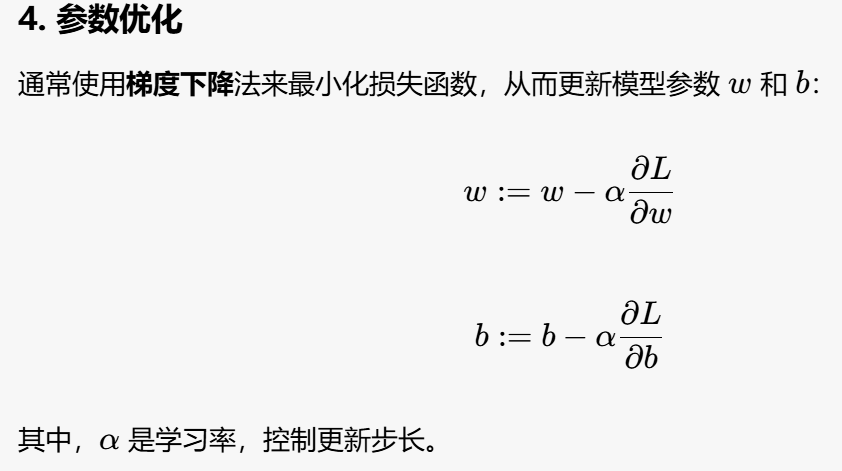 4. 参数优化
通常使用梯度下降法来最小化损失函数，从而更新模型参数 w 和 b：
w := w − α ∂L/∂w
b := b − α ∂L/∂b
其中，α 是学习率，控制更新步长。